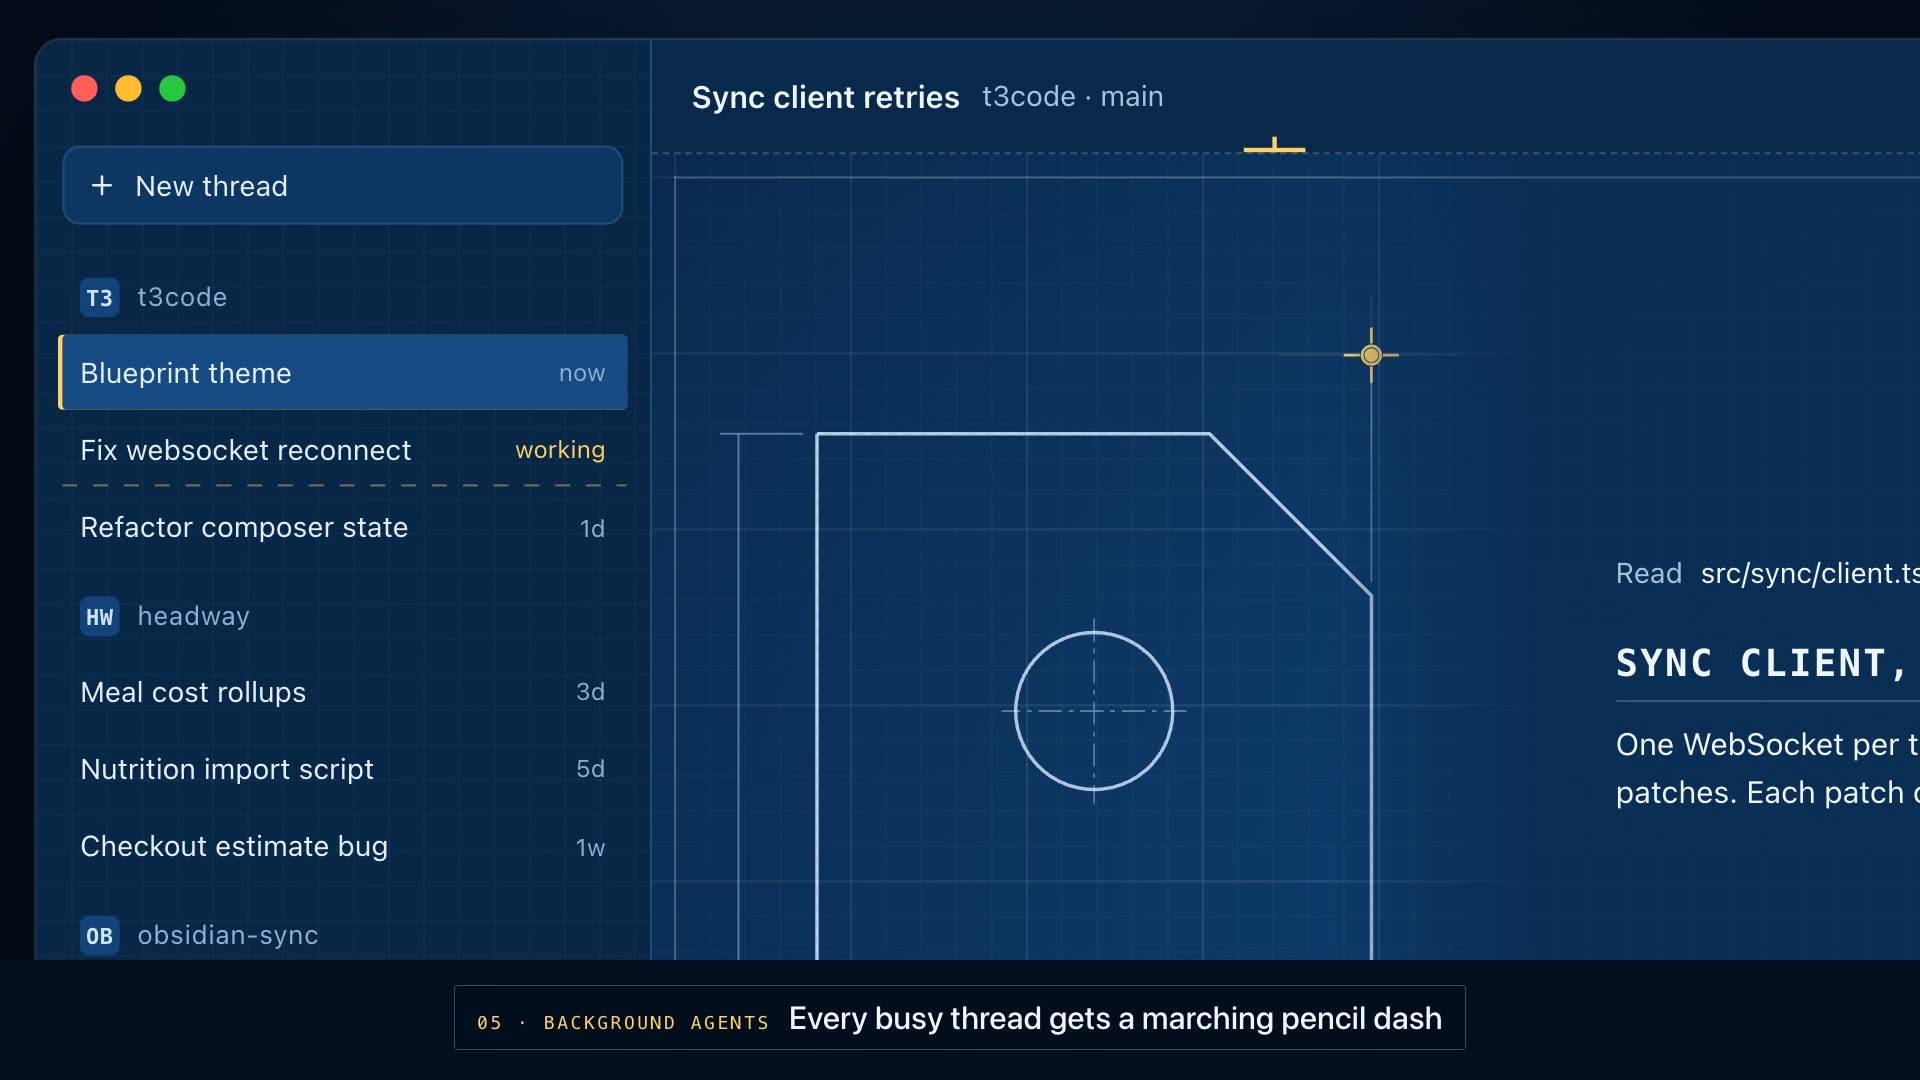 Sync client retries t3code · main
+ New thread
T3 t3code
Blueprint theme now
Fix websocket reconnect working
Refactor composer state 1d
HW headway
Meal cost rollups 3d
Nutrition import script 5d
Checkout estimate bug 1w
OB obsidian-sync
Read src/sync/client.ts
SYNC CLIENT,
One WebSocket per t
patches. Each patch
05 · BACKGROUND AGENTS Every busy thread gets a marching pencil dash